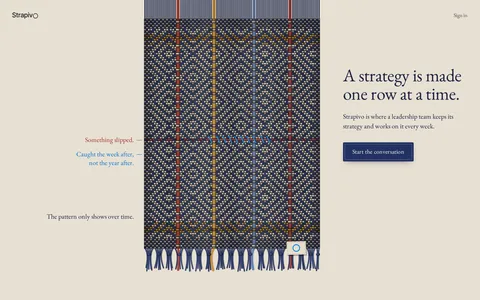 Strapivo
Sign in
A strategy is made
one row at a time.
Strapivo is where a leadership team keeps its
strategy and works on it every week.
Start the conversation
Something slipped.
Caught the week after,
not the year after.
The pattern only shows over time.